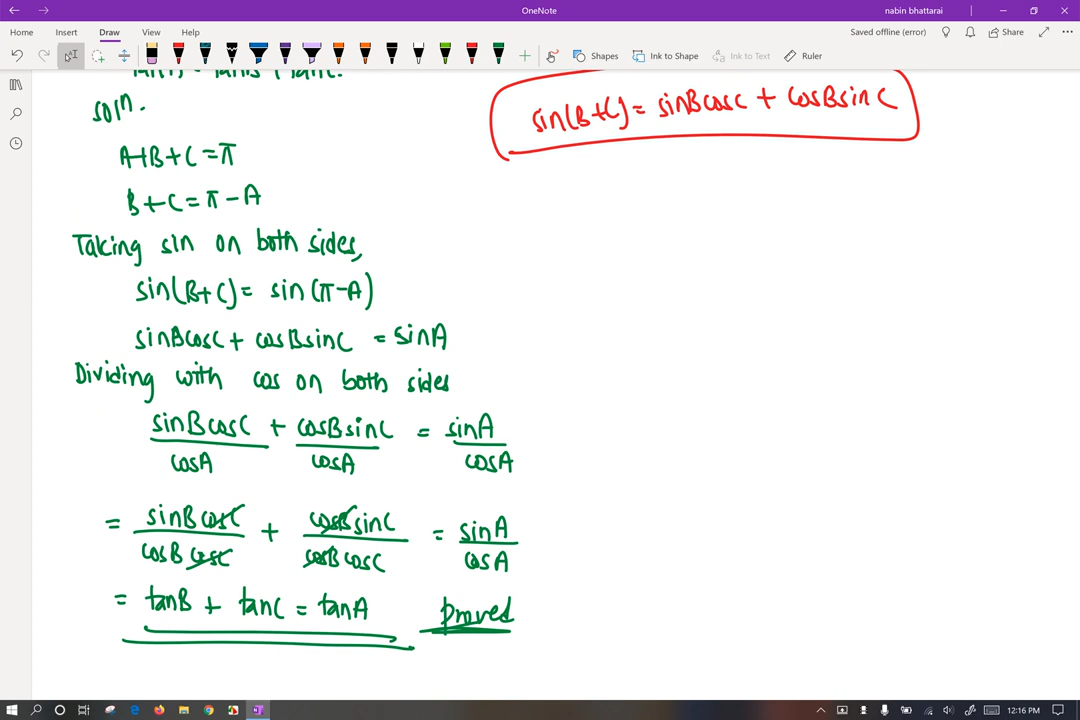 OneNote
nabin bhattarai
Home Insert Draw View Help
Saved offline (error)
Share
Shapes
Ink to Shape
Ink to Text
Ruler
sin(B+C)= sinBcosC + cosBsinC
solⁿ.
A+B+C=π
B+C=π-A
Taking sin on both sides,
sin(B+C)= sin(π-A)
sinBcosC+ cosBsinC = sinA
Dividing with cos on both sides
sinBcosC/cosA + cosBsinC/cosA = sinA/cosA
= sinBcosC/cosBcosC + cosBsinC/cosBcosC = sinA/cosA
= tanB + tanC = tanA proved
12:16 PM